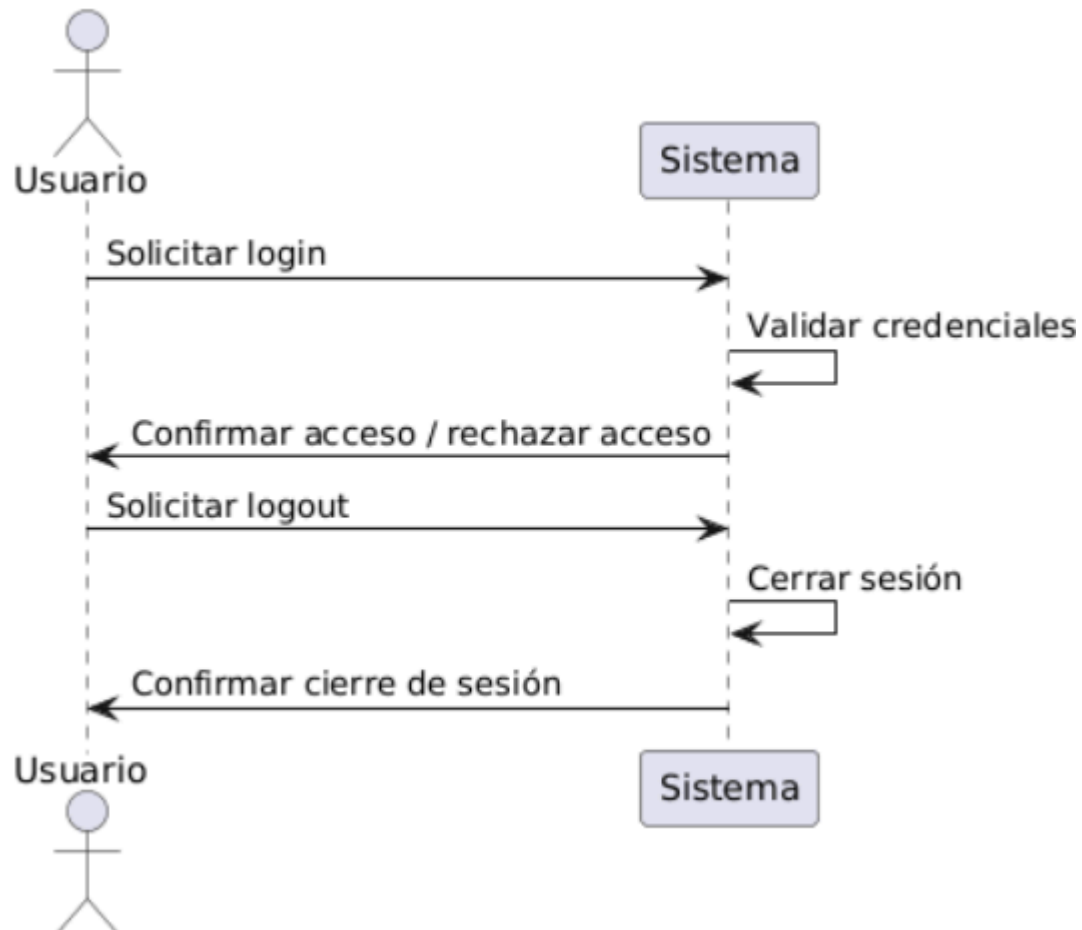 Usuario
Sistema
Solicitar login
Validar credenciales
Confirmar acceso / rechazar acceso
Solicitar logout
Cerrar sesión
Confirmar cierre de sesión
Usuario
Sistema